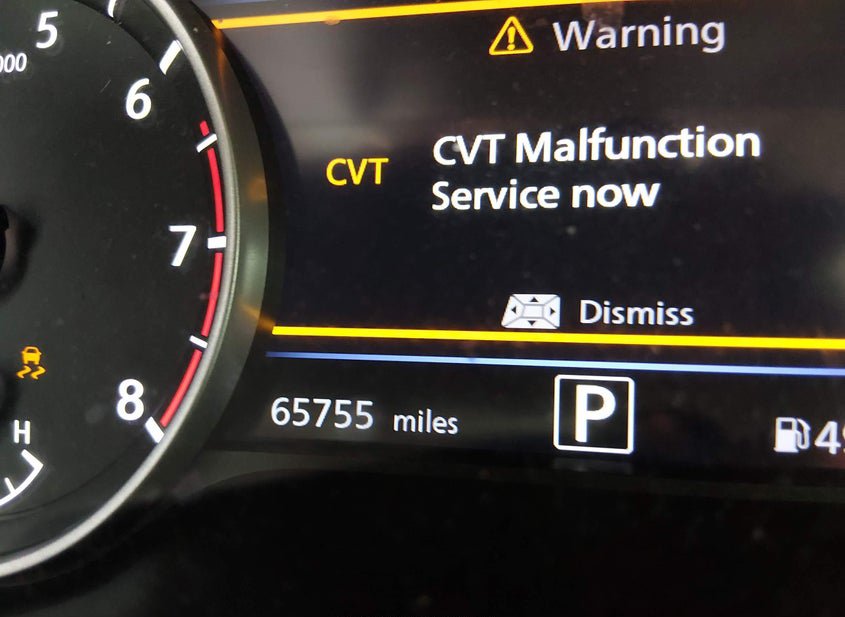 5
000
6
7
8
H
Warning
CVT
CVT Malfunction
Service now
Dismiss
65755 miles
P